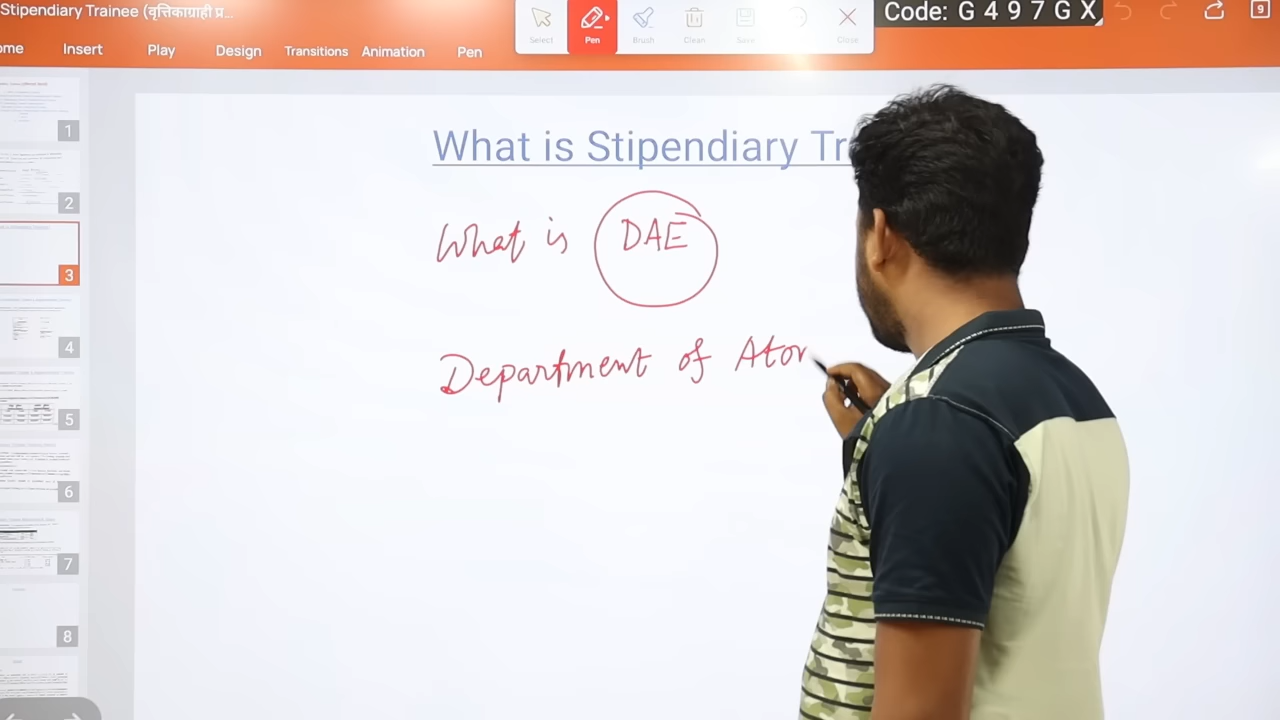 Stipendiary Trainee (वृत्तिकाग्राही प्र...
Code: G 4 9 7 G X
9
ome Insert Play Design Transitions Animation Pen
Select Pen Brush Clean Save Close
1
2
3
4
5
6
7
8
What is Stipendiary Tr
What is DAE
Department of Ator